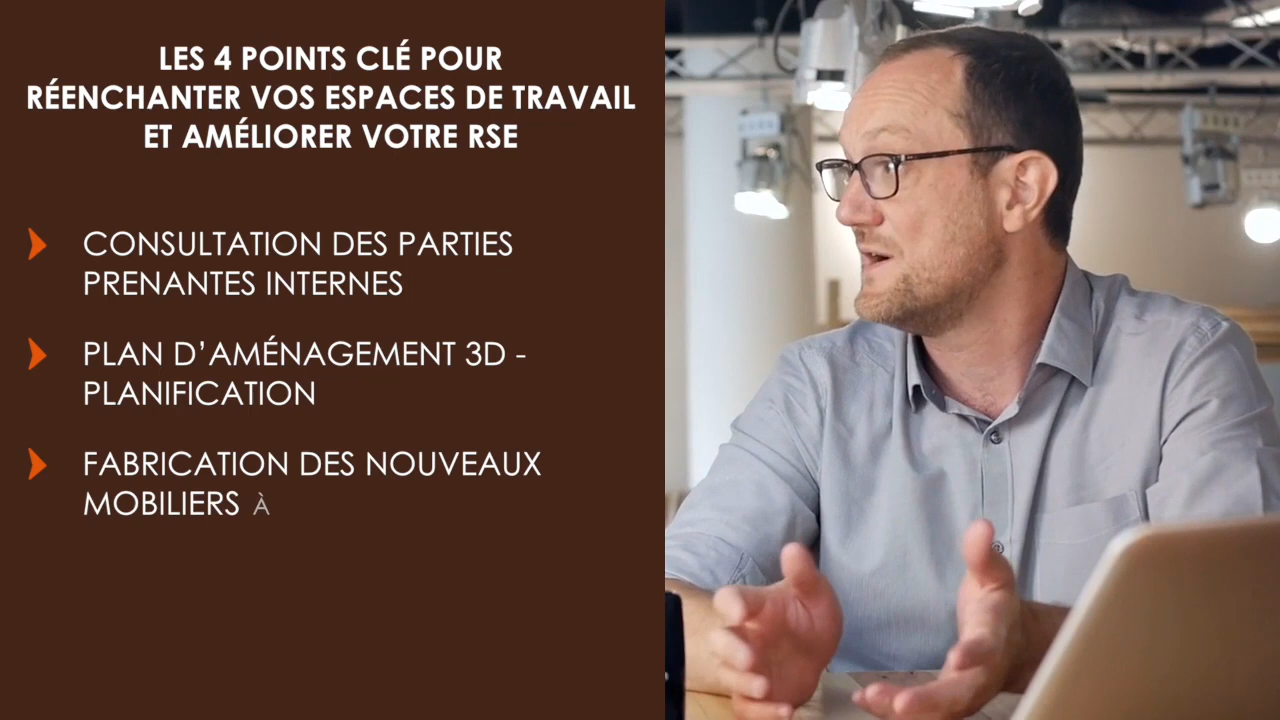 LES 4 POINTS CLÉ POUR
RÉENCHANTER VOS ESPACES DE TRAVAIL
ET AMÉLIORER VOTRE RSE
CONSULTATION DES PARTIES
PRENANTES INTERNES
PLAN D’AMÉNAGEMENT 3D -
PLANIFICATION
FABRICATION DES NOUVEAUX
MOBILIERS À